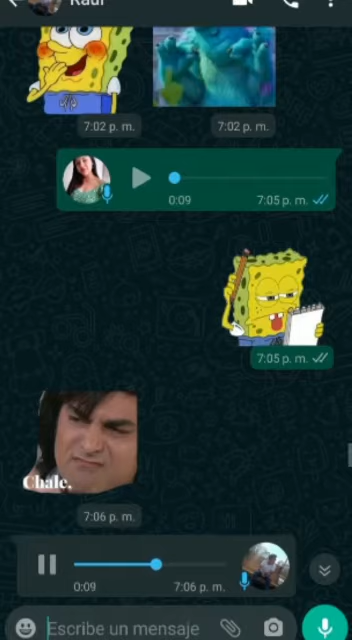 Raul
7:02 p. m.
7:02 p. m.
0:09
7:05 p. m.
7:05 p. m.
Chale,
7:06 p. m.
0:09
7:06 p. m.
Escribe un mensaje